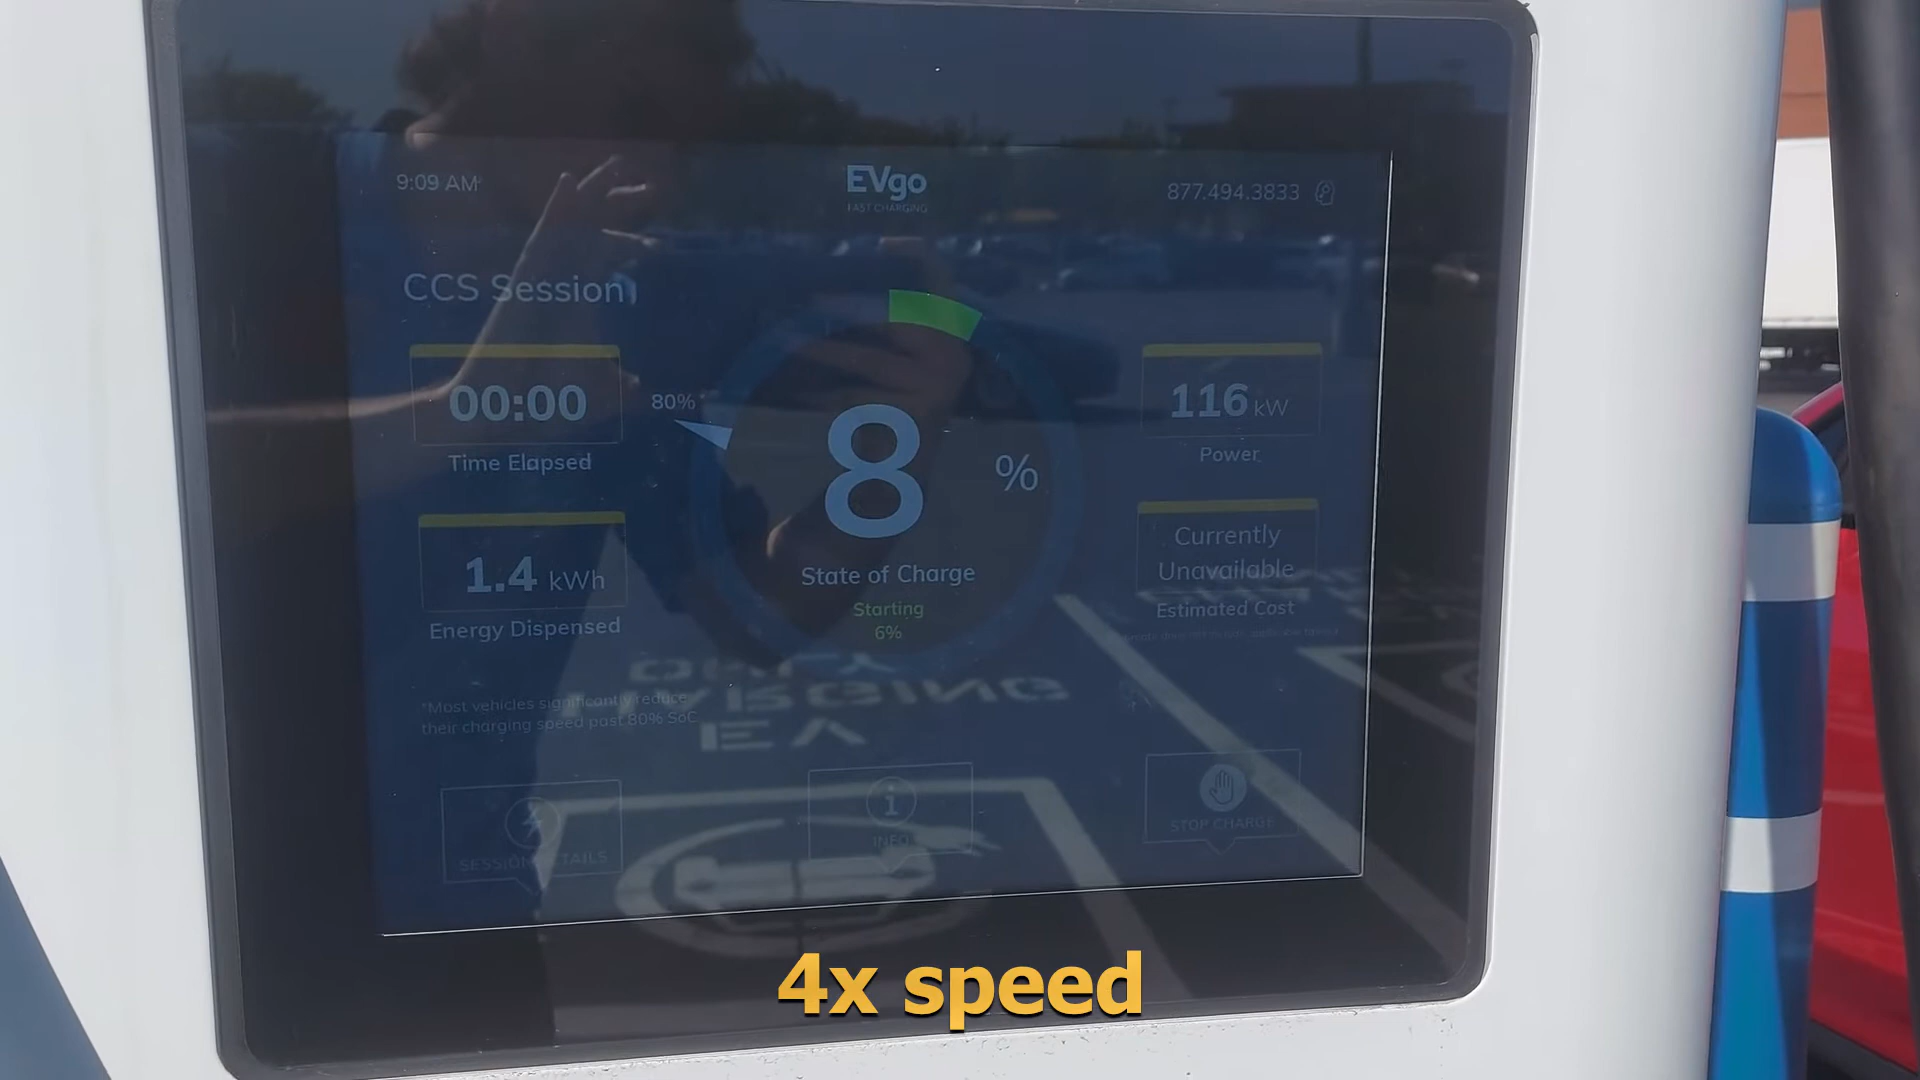 9:09 AM
EVgo
FAST CHARGING
877.494.3833
CCS Session
00:00
Time Elapsed
80%
8 %
State of Charge
Starting
6%
116 kW
Power
1.4 kWh
Energy Dispensed
Currently
Unavailable
Estimated Cost
*Most vehicles significantly reduce
their charging speed past 80% SoC
SESSION DETAILS
INFO
STOP CHARGE
4x speed